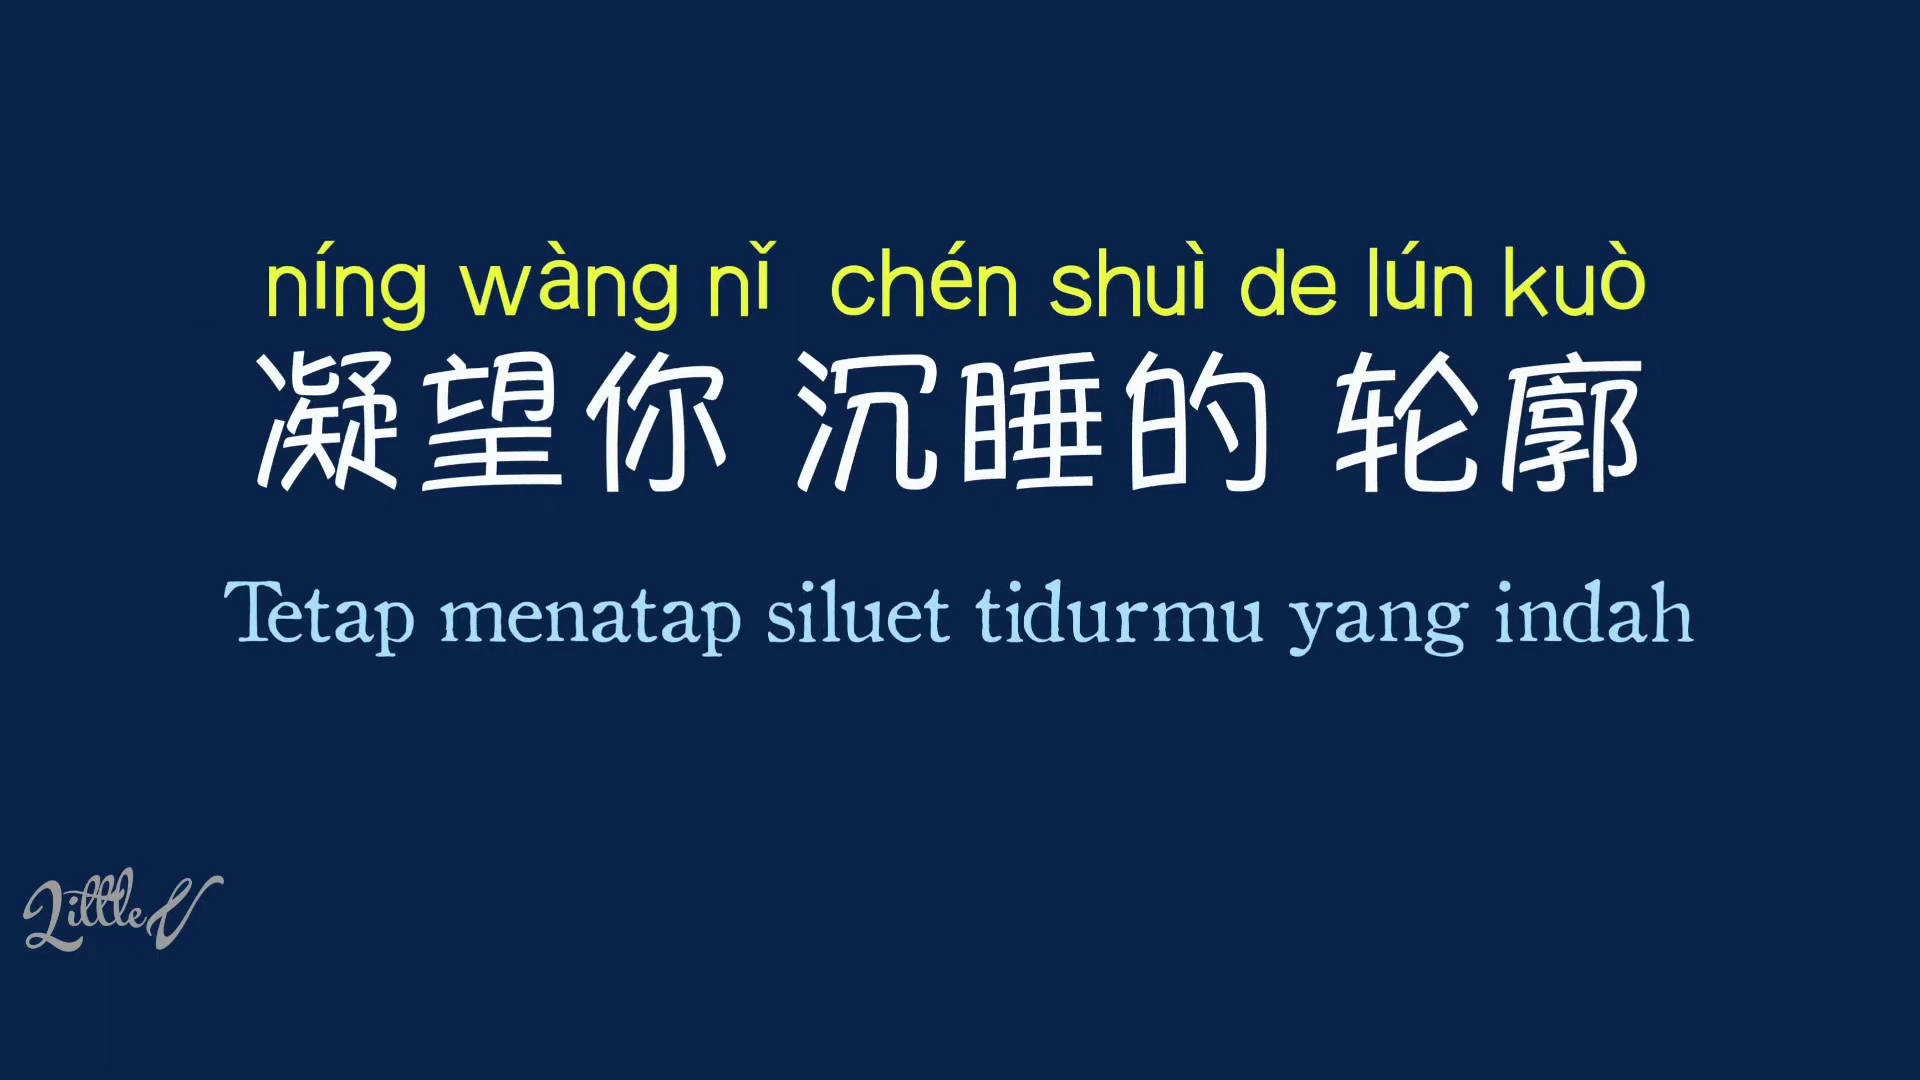 níng wàng nǐ chén shuì de lún kuò
凝望你 沉睡的 轮廓
Tetap menatap siluet tidurmu yang indah
LittleV